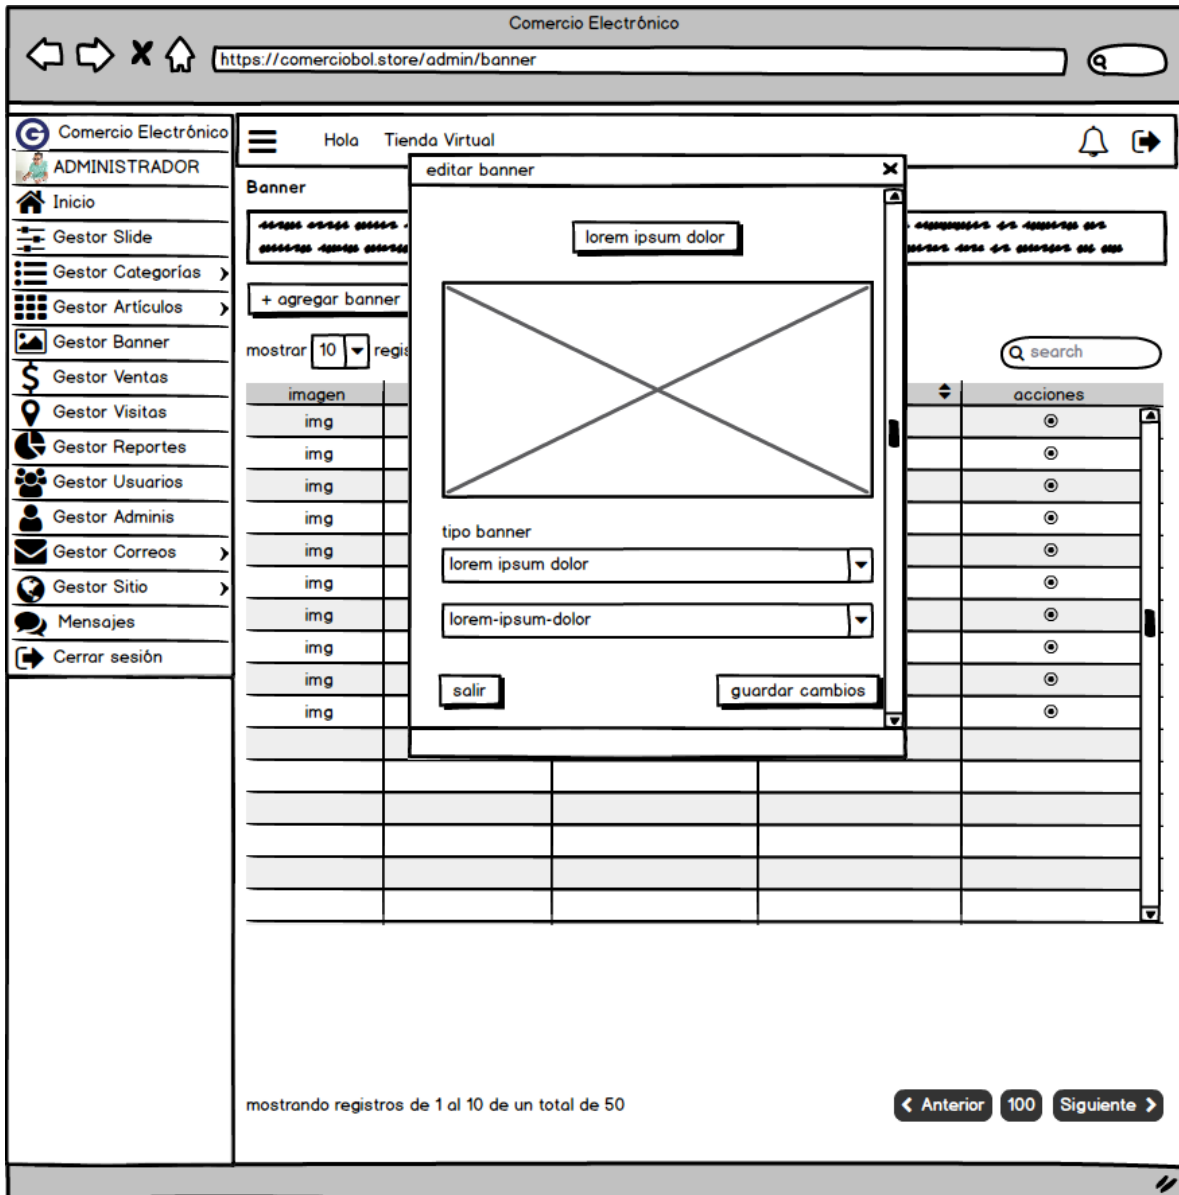 Comercio Electrónico
https://comerciobol.store/admin/banner
Comercio Electrónico
ADMINISTRADOR
Inicio
Gestor Slide
Gestor Categorías
Gestor Artículos
Gestor Banner
Gestor Ventas
Gestor Visitas
Gestor Reportes
Gestor Usuarios
Gestor Adminis
Gestor Correos
Gestor Sitio
Mensajes
Cerrar sesión
Hola Tienda Virtual
Banner
+ agregar banner
mostrar 10
search
imagen acciones
img
img
img
img
img
img
img
img
img
img
editar banner
lorem ipsum dolor
tipo banner
lorem ipsum dolor
lorem-ipsum-dolor
salir guardar cambios
mostrando registros de 1 al 10 de un total de 50
Anterior 100 Siguiente